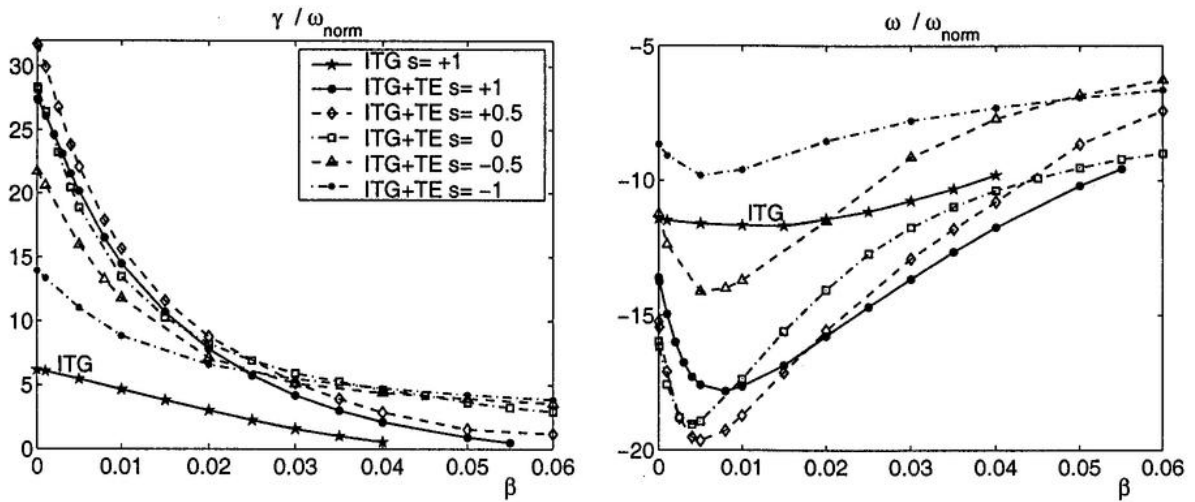 γ / ω_norm
30
25
20
15
10
5
0
ITG s= +1
ITG+TE s= +1
ITG+TE s= +0.5
ITG+TE s= 0
ITG+TE s= −0.5
ITG+TE s= −1
ITG
0 0.01 0.02 0.03 0.04 0.05 0.06
β
ω / ω_norm
−5
−10
−15
−20
ITG
0 0.01 0.02 0.03 0.04 0.05 0.06
β